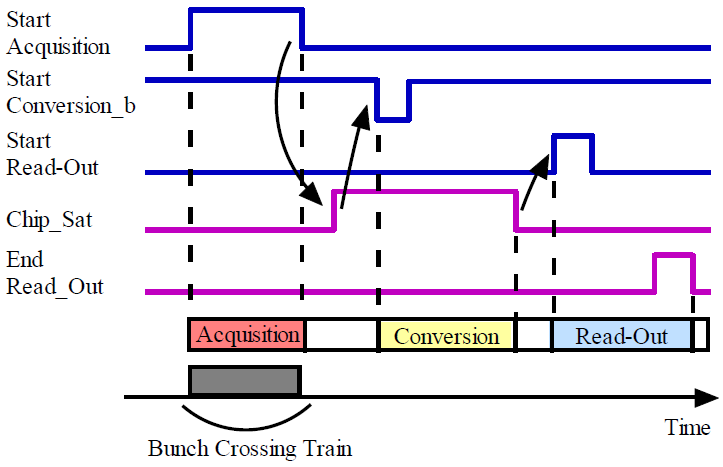 Start
Acquisition
Start
Conversion_b
Start
Read-Out
Chip_Sat
End
Read_Out
Acquisition
Conversion
Read-Out
Time
Bunch Crossing Train